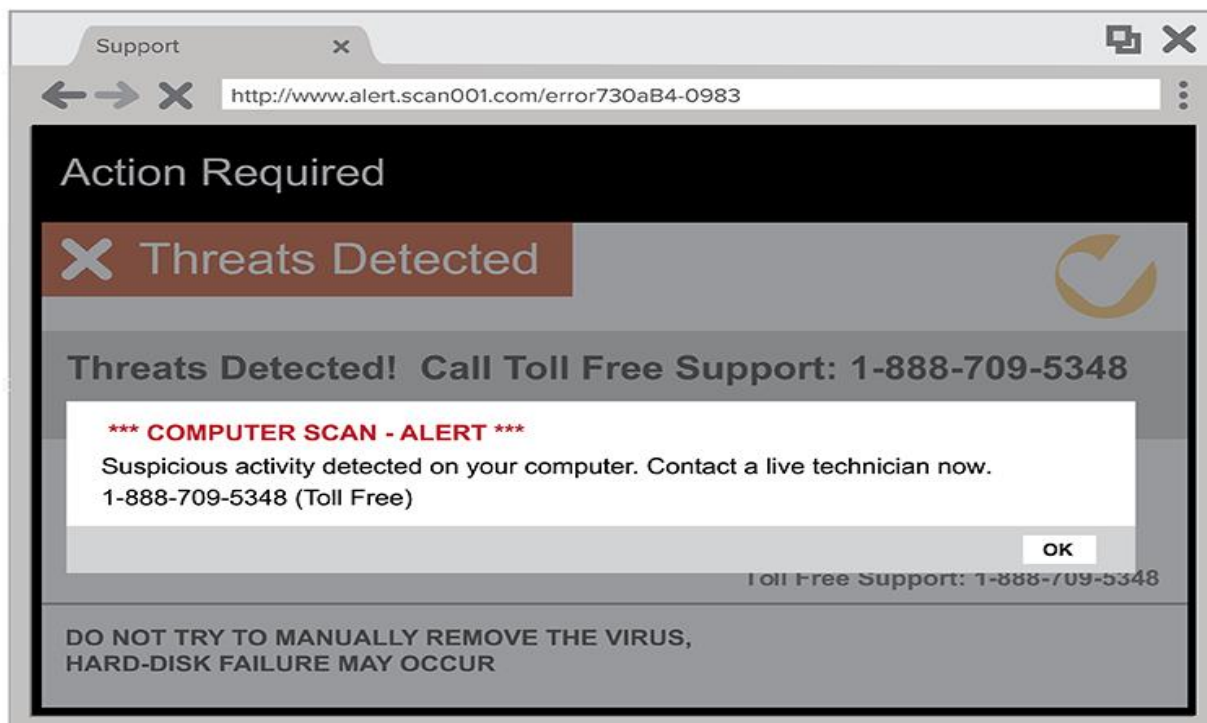 Support
http://www.alert.scan001.com/error730aB4-0983
Action Required
Threats Detected
Threats Detected! Call Toll Free Support: 1-888-709-5348
*** COMPUTER SCAN - ALERT ***
Suspicious activity detected on your computer. Contact a live technician now.
1-888-709-5348 (Toll Free)
OK
Toll Free Support: 1-888-709-5348
DO NOT TRY TO MANUALLY REMOVE THE VIRUS,
HARD-DISK FAILURE MAY OCCUR